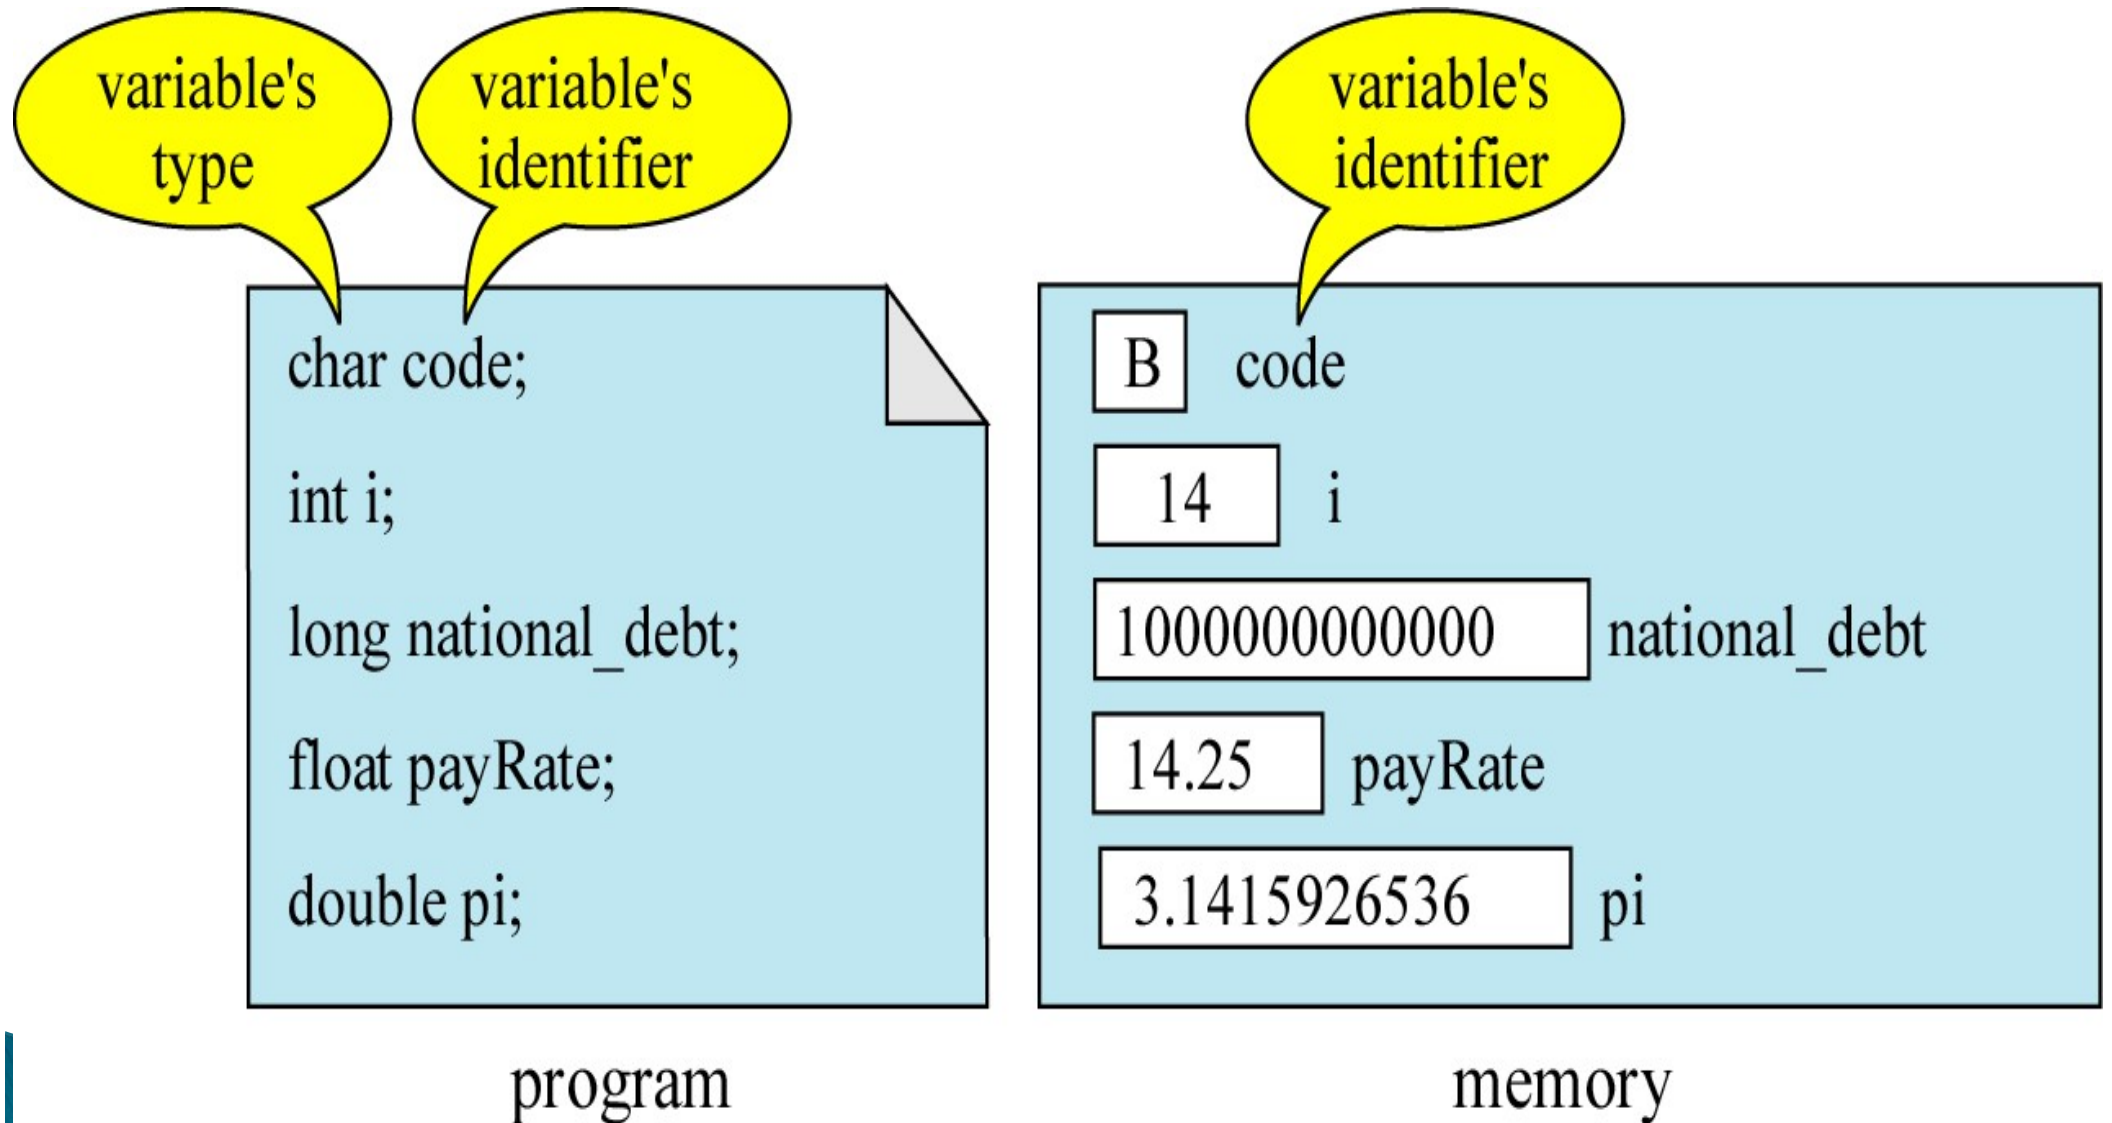 variable's
type
variable's
identifier
variable's
identifier
char code;
int i;
long national_debt;
float payRate;
double pi;
B code
14 i
1000000000000 national_debt
14.25 payRate
3.1415926536 pi
program
memory